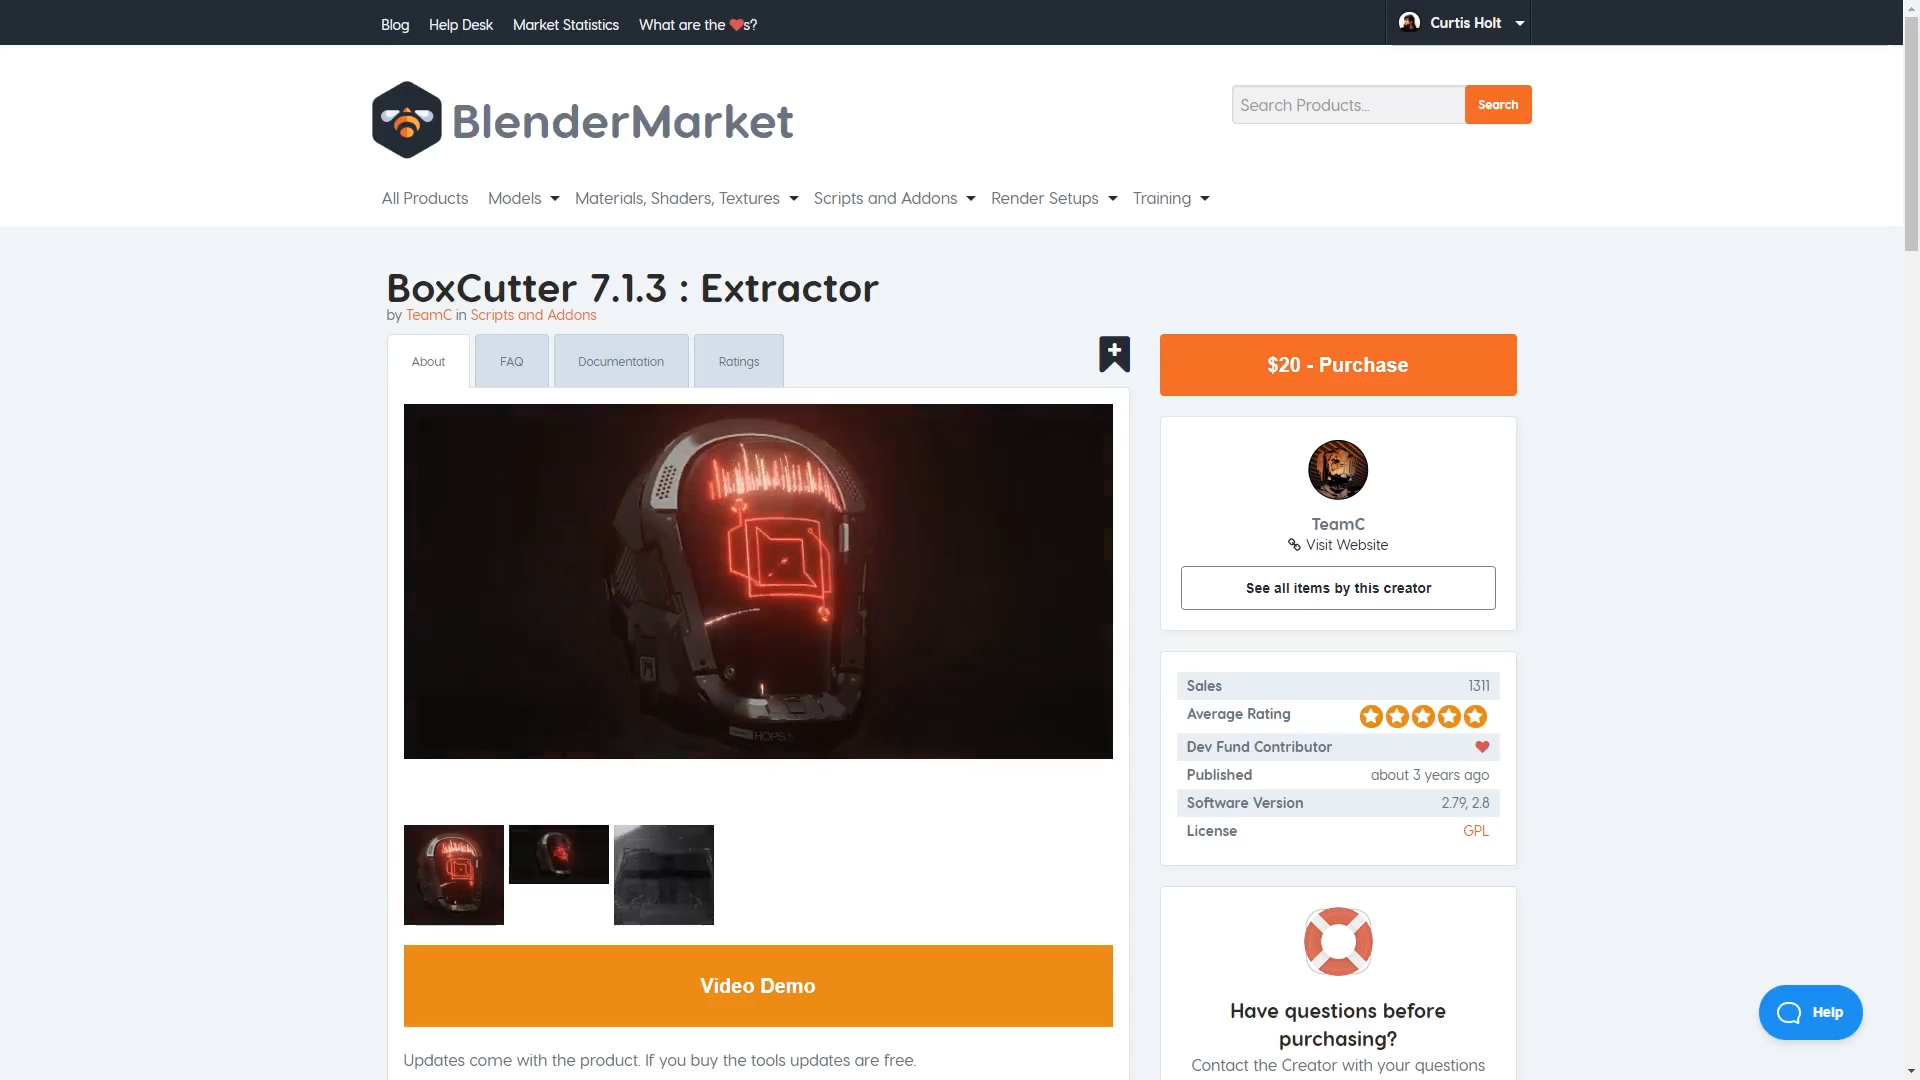 Blog Help Desk Market Statistics What are the ❤s?
Curtis Holt
BlenderMarket
Search Products...
Search
All Products Models Materials, Shaders, Textures Scripts and Addons Render Setups Training
BoxCutter 7.1.3 : Extractor
by TeamC in Scripts and Addons
About FAQ Documentation Ratings
$20 - Purchase
TeamC
Visit Website
See all items by this creator
Sales 1311
Average Rating
Dev Fund Contributor ❤
Published about 3 years ago
Software Version 2.79, 2.8
License GPL
HOPS
Video Demo
Updates come with the product. If you buy the tools updates are free.
Have questions before
purchasing?
Contact the Creator with your questions
Help